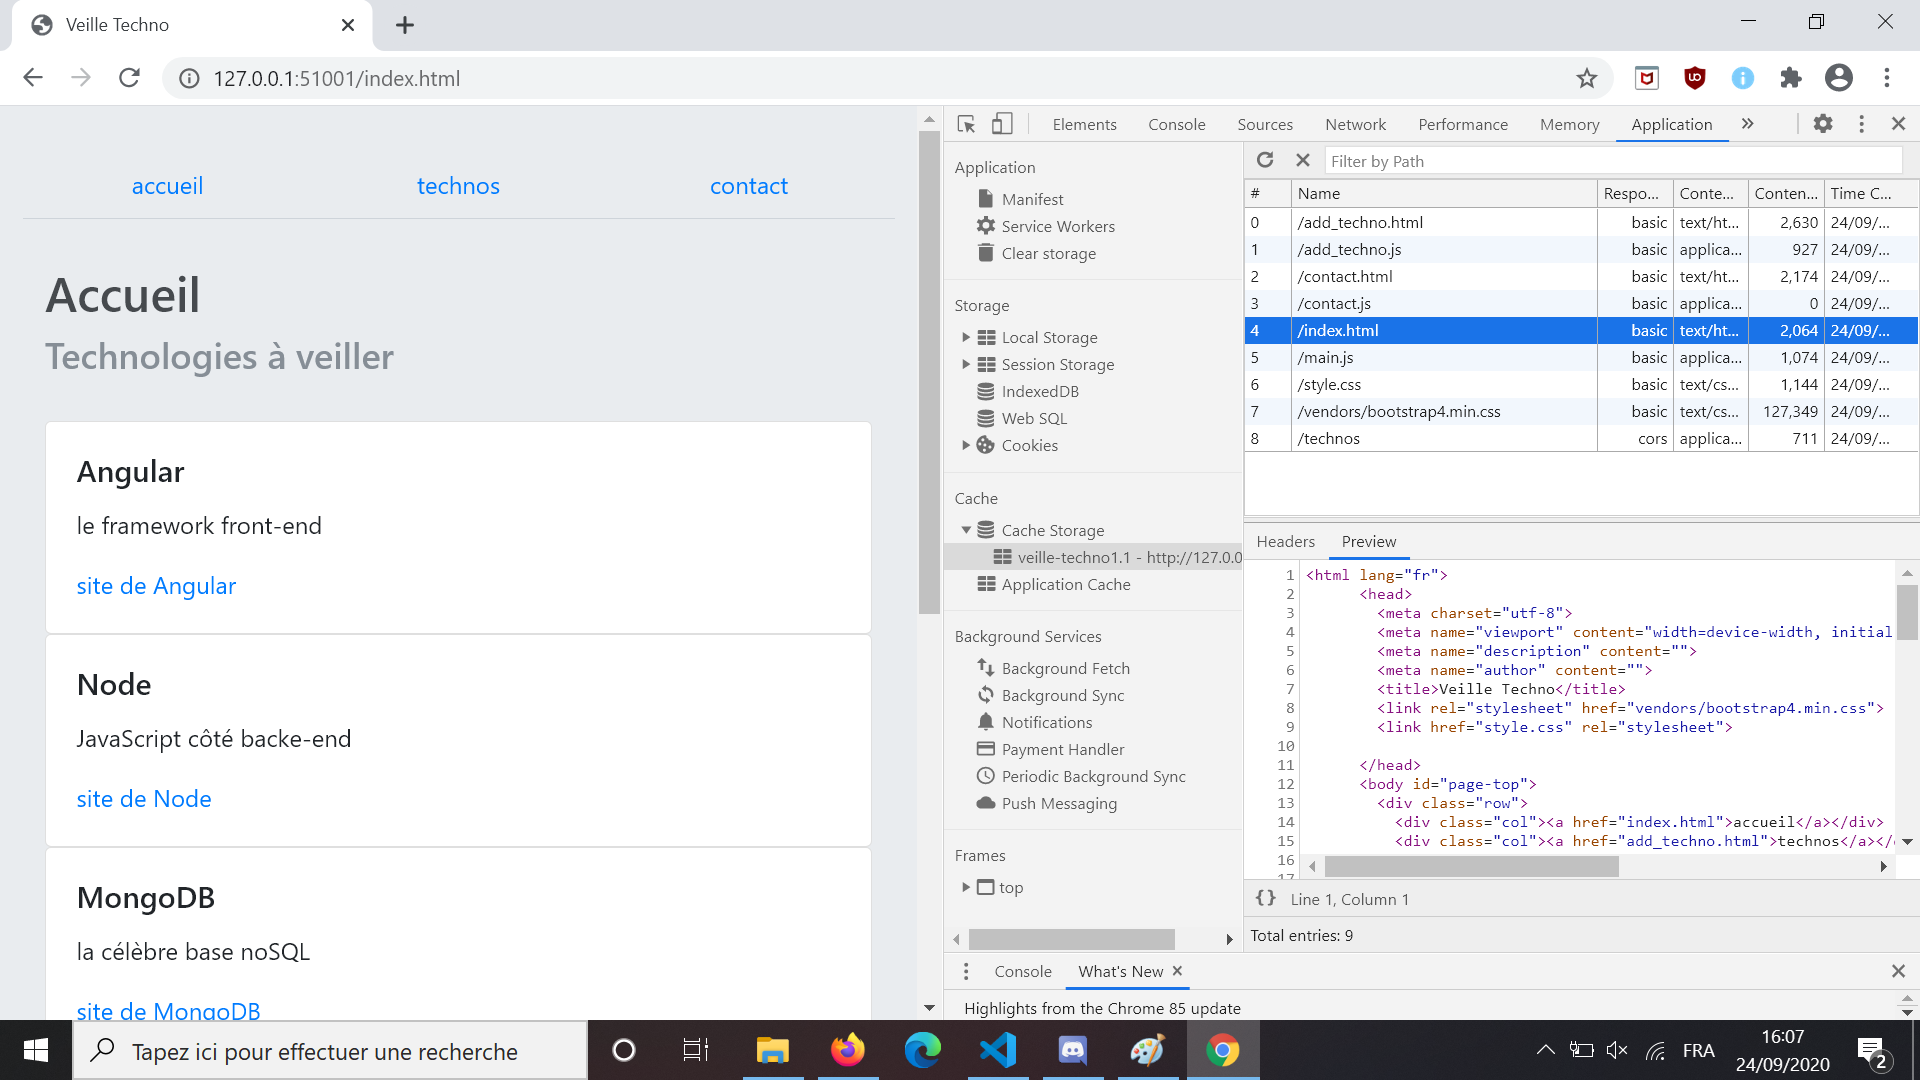 Veille Techno
127.0.0.1:51001/index.html
accueil technos contact
Accueil
Technologies à veiller
Angular
le framework front-end
site de Angular
Node
JavaScript côté backe-end
site de Node
MongoDB
la célèbre base noSQL
site de MongoDB
Elements Console Sources Network Performance Memory Application »
Application
Manifest
Service Workers
Clear storage
Storage
Local Storage
Session Storage
IndexedDB
Web SQL
Cookies
Cache
Cache Storage
veille-techno1.1 - http://127.0.0
Application Cache
Background Services
Background Fetch
Background Sync
Notifications
Payment Handler
Periodic Background Sync
Push Messaging
Frames
top
Filter by Path
# Name Respo... Conte... Conten... Time C...
0 /add_techno.html basic text/ht... 2,630 24/09/...
1 /add_techno.js basic applica... 927 24/09/...
2 /contact.html basic text/ht... 2,174 24/09/...
3 /contact.js basic applica... 0 24/09/...
4 /index.html basic text/ht... 2,064 24/09/...
5 /main.js basic applica... 1,074 24/09/...
6 /style.css basic text/cs... 1,144 24/09/...
7 /vendors/bootstrap4.min.css basic text/cs... 127,349 24/09/...
8 /technos cors applica... 711 24/09/...
Headers Preview
1 <html lang="fr">
2 <head>
3 <meta charset="utf-8">
4 <meta name="viewport" content="width=device-width, initial
5 <meta name="description" content="">
6 <meta name="author" content="">
7 <title>Veille Techno</title>
8 <link rel="stylesheet" href="vendors/bootstrap4.min.css">
9 <link href="style.css" rel="stylesheet">
10
11 </head>
12 <body id="page-top">
13 <div class="row">
14 <div class="col"><a href="index.html">accueil</a></div>
15 <div class="col"><a href="add_techno.html">technos</a></
16
17
{} Line 1, Column 1
Total entries: 9
Console What's New
Highlights from the Chrome 85 update
Tapez ici pour effectuer une recherche
FRA
16:07
24/09/2020
2